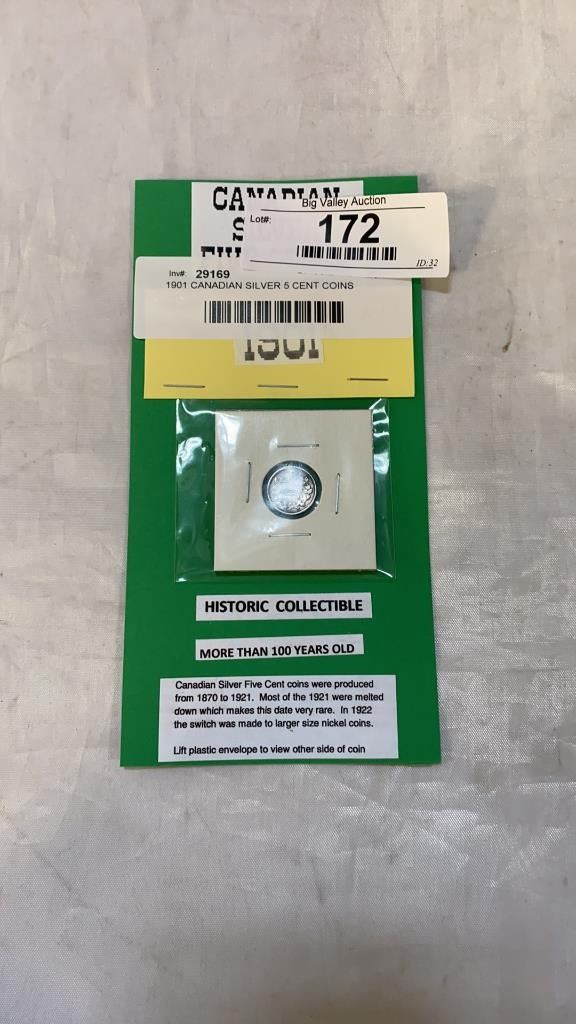 CANADIAN
Big Valley Auction
Lot#:
172
ID:32
Inv#: 29169
1901 CANADIAN SILVER 5 CENT COINS
1901
HISTORIC COLLECTIBLE
MORE THAN 100 YEARS OLD
Canadian Silver Five Cent coins were produced
from 1870 to 1921. Most of the 1921 were melted
down which makes this date very rare. In 1922
the switch was made to larger size nickel coins.
Lift plastic envelope to view other side of coin